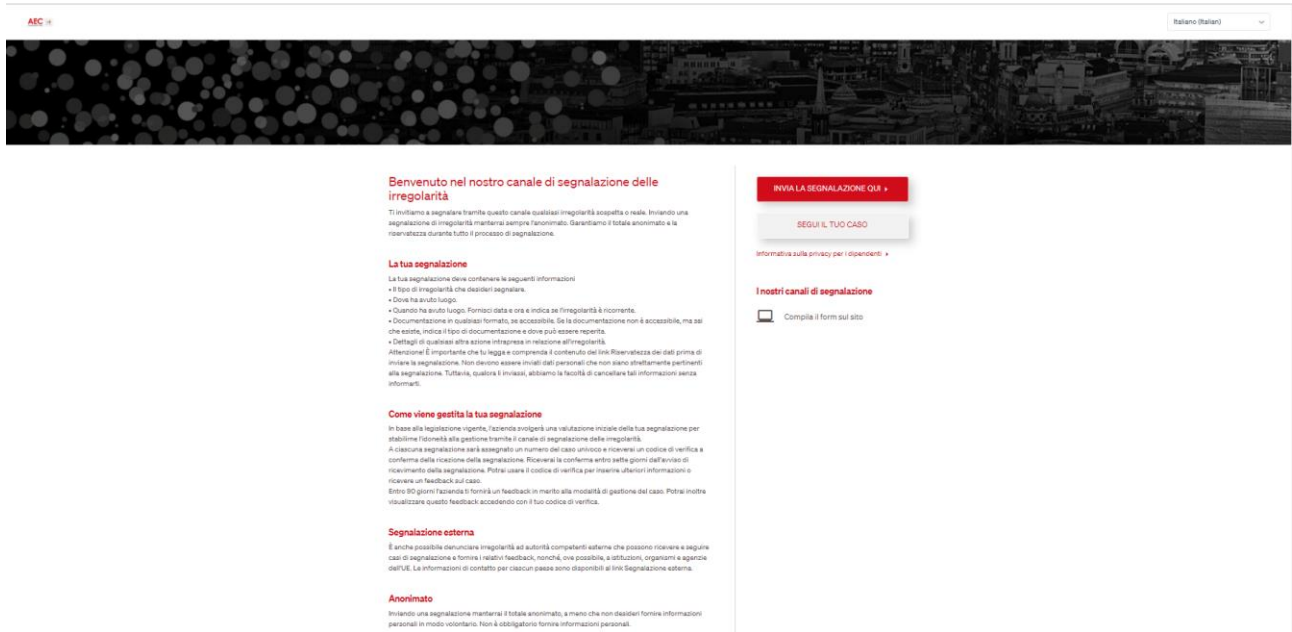 AEC
Italiano (Italian)
Benvenuto nel nostro canale di segnalazione delle
irregolarità
Ti invitiamo a segnalare tramite questo canale qualsiasi irregolarità sospetta o reale. Inviando una
segnalazione di irregolarità manterrai sempre l'anonimato. Garantiamo il totale anonimato e la
riservatezza durante tutto il processo di segnalazione.
La tua segnalazione
La tua segnalazione deve contenere le seguenti informazioni
• Il tipo di irregolarità che desideri segnalare.
• Dove ha avuto luogo.
• Quando ha avuto luogo. Fornisci data e ora e indica se l'irregolarità è ricorrente.
• Documentazione in qualsiasi formato, se accessibile. Se la documentazione non è accessibile, ma sai
che esiste, indica il tipo di documentazione e dove può essere reperita.
• Dettagli di qualsiasi altra azione intrapresa in relazione all'irregolarità.
Attenzione! È importante che tu legga e comprenda il contenuto del link Riservatezza dei dati prima di
inviare la segnalazione. Non devono essere inviati dati personali che non siano strettamente pertinenti
alla segnalazione. Tuttavia, qualora li inviassi, abbiamo la facoltà di cancellare tali informazioni senza
informarti.
Come viene gestita la tua segnalazione
In base alla legislazione vigente, l'azienda svolgerà una valutazione iniziale della tua segnalazione per
stabilirne l'idoneità alla gestione tramite il canale di segnalazione delle irregolarità.
A ciascuna segnalazione sarà assegnato un numero del caso univoco e riceverai un codice di verifica a
conferma della ricezione della segnalazione. Riceverai la conferma entro sette giorni dell'avviso di
ricevimento della segnalazione. Potrai usare il codice di verifica per inserire ulteriori informazioni o
ricevere un feedback sul caso.
Entro 90 giorni l'azienda ti fornirà un feedback in merito alla modalità di gestione del caso. Potrai inoltre
visualizzare questo feedback accedendo con il tuo codice di verifica.
Segnalazione esterna
È anche possibile denunciare irregolarità ad autorità competenti esterne che possono ricevere e seguire
casi di segnalazione e fornire i relativi feedback, nonché, ove possibile, a istituzioni, organismi e agenzie
dell'UE. Le informazioni di contatto per ciascun paese sono disponibili al link Segnalazione esterna.
Anonimato
Inviando una segnalazione manterrai il totale anonimato, a meno che non desideri fornire informazioni
personali in modo volontario. Non è obbligatorio fornire informazioni personali.
INVIA LA SEGNALAZIONE QUI
SEGUI IL TUO CASO
Informativa sulla privacy per i dipendenti
I nostri canali di segnalazione
Compila il form sul sito